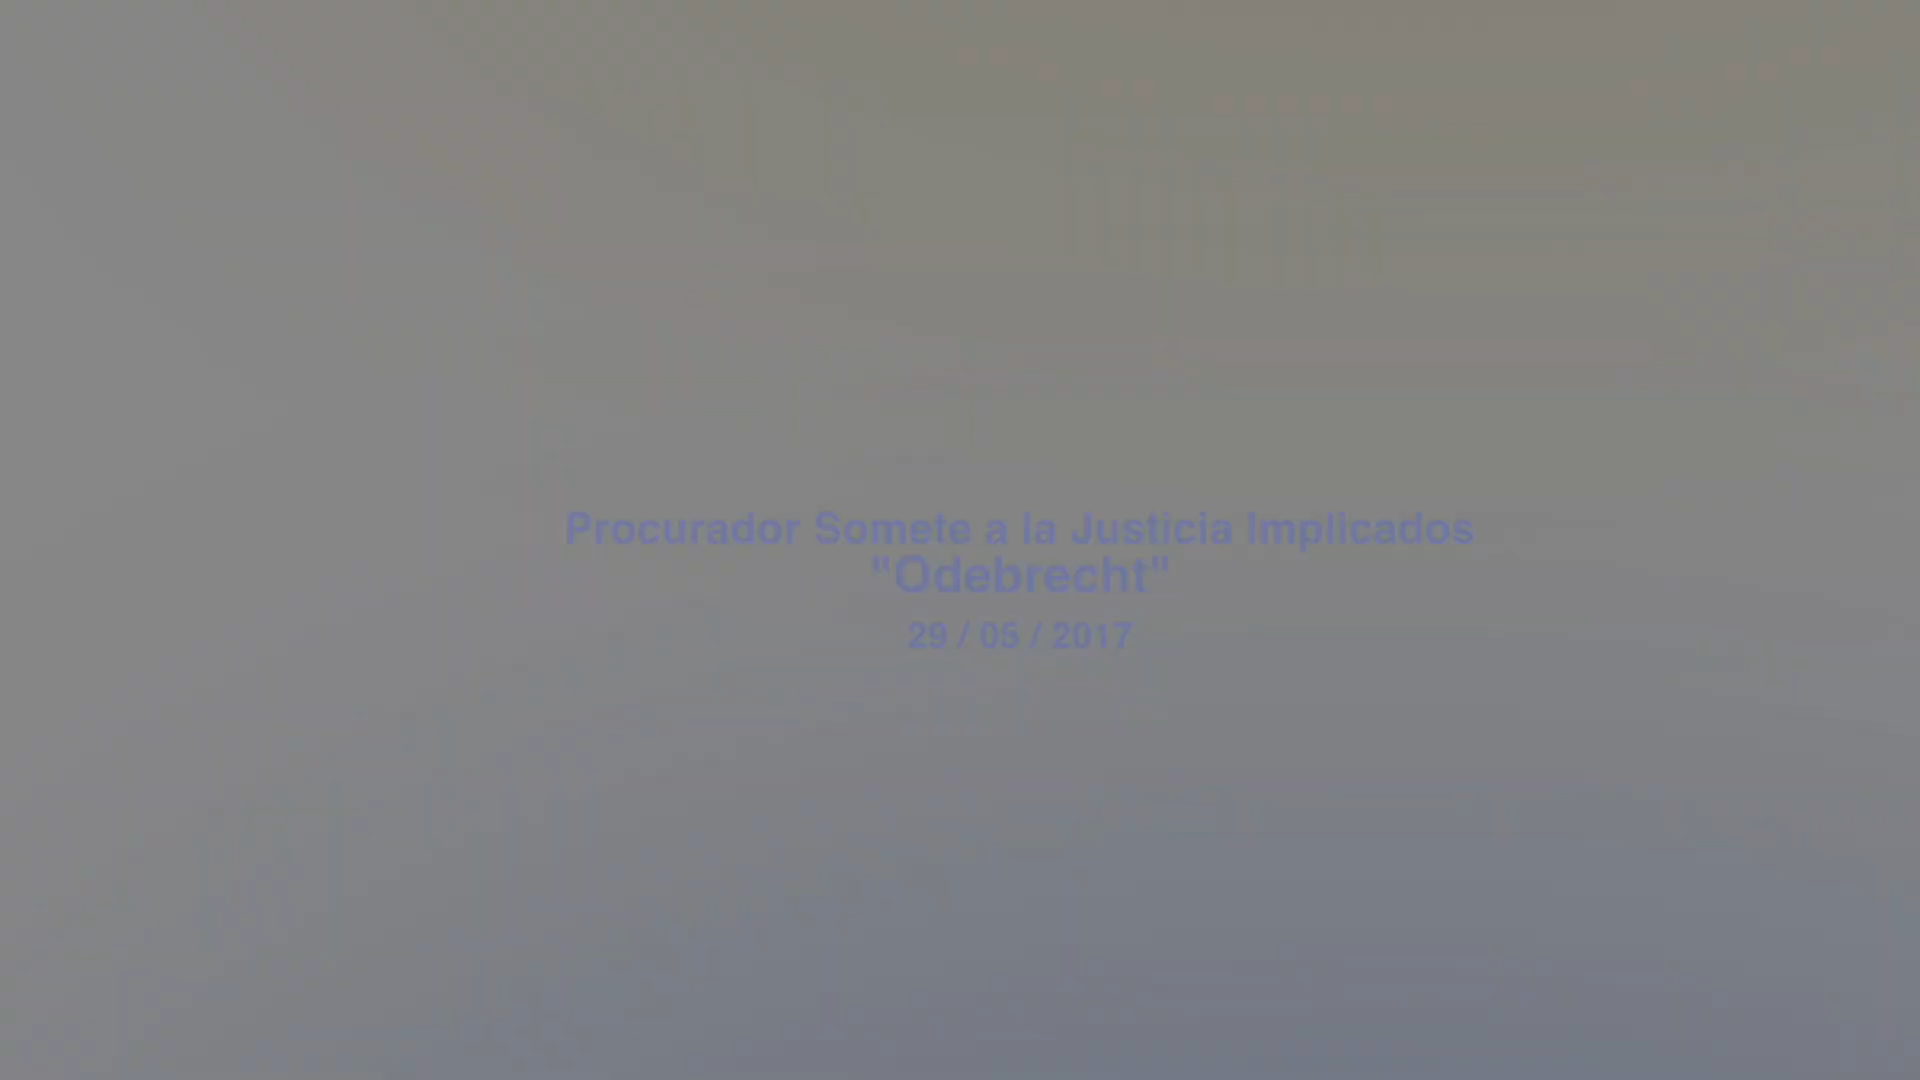 Procurador Somete a la Justicia Implicados
"Odebrecht"
29 / 05 / 2017